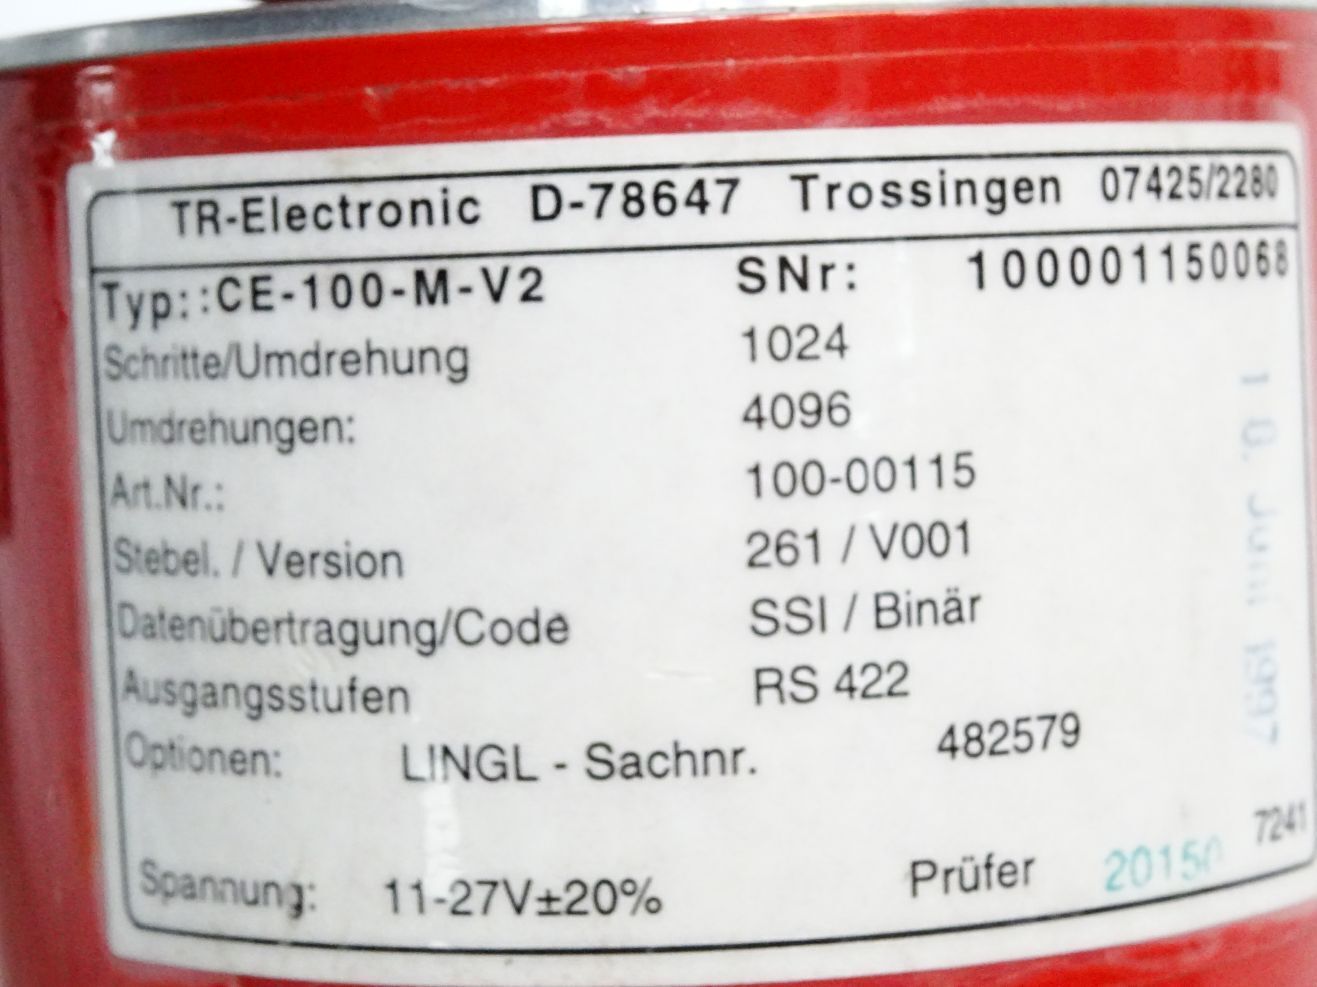 TR-Electronic D-78647 Trossingen 07425/2280
Typ::CE-100-M-V2 SNr: 100001150068
Schritte/Umdrehung 1024
Umdrehungen: 4096
Art.Nr.: 100-00115
Stebel. / Version 261 / V001
Datenübertragung/Code SSI / Binär
Ausgangsstufen RS 422
Optionen: LINGL - Sachnr. 482579
7241
Spannung: 11-27V±20% Prüfer
Juni 1997